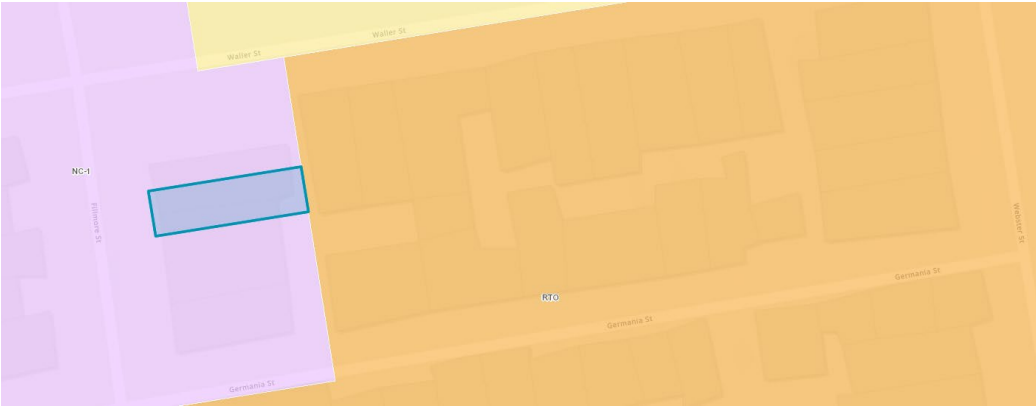 Waller St
Waller St
NC-1
Fillmore St
Webster St
Germania St
RTO
Germania St
Germania St